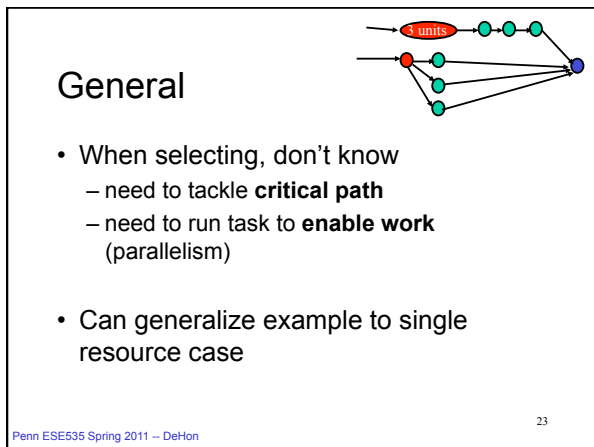 3 units
General
• When selecting, don't know
– need to tackle critical path
– need to run task to enable work
(parallelism)
• Can generalize example to single
resource case
23
Penn ESE535 Spring 2011 -- DeHon